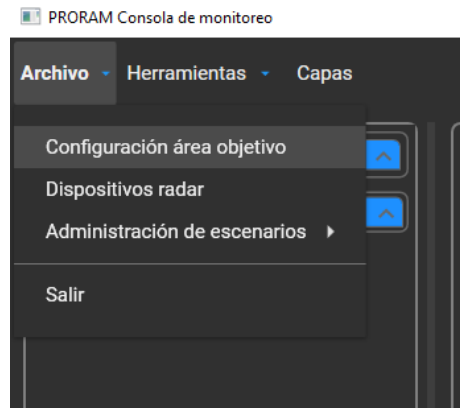 PRORAM Consola de monitoreo
Archivo Herramientas Capas
Configuración área objetivo
Dispositivos radar
Administración de escenarios
Salir